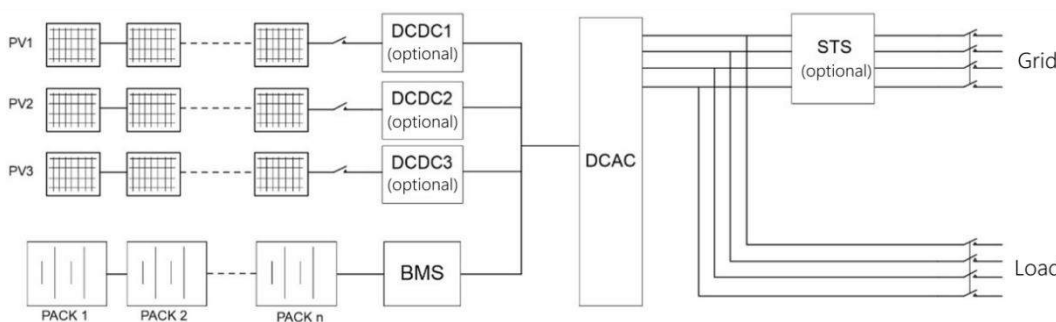 PV1
DCDC1
(optional)
PV2
DCDC2
(optional)
PV3
DCDC3
(optional)
PACK 1
PACK 2
PACK n
BMS
DCAC
STS
(optional)
Grid
Load